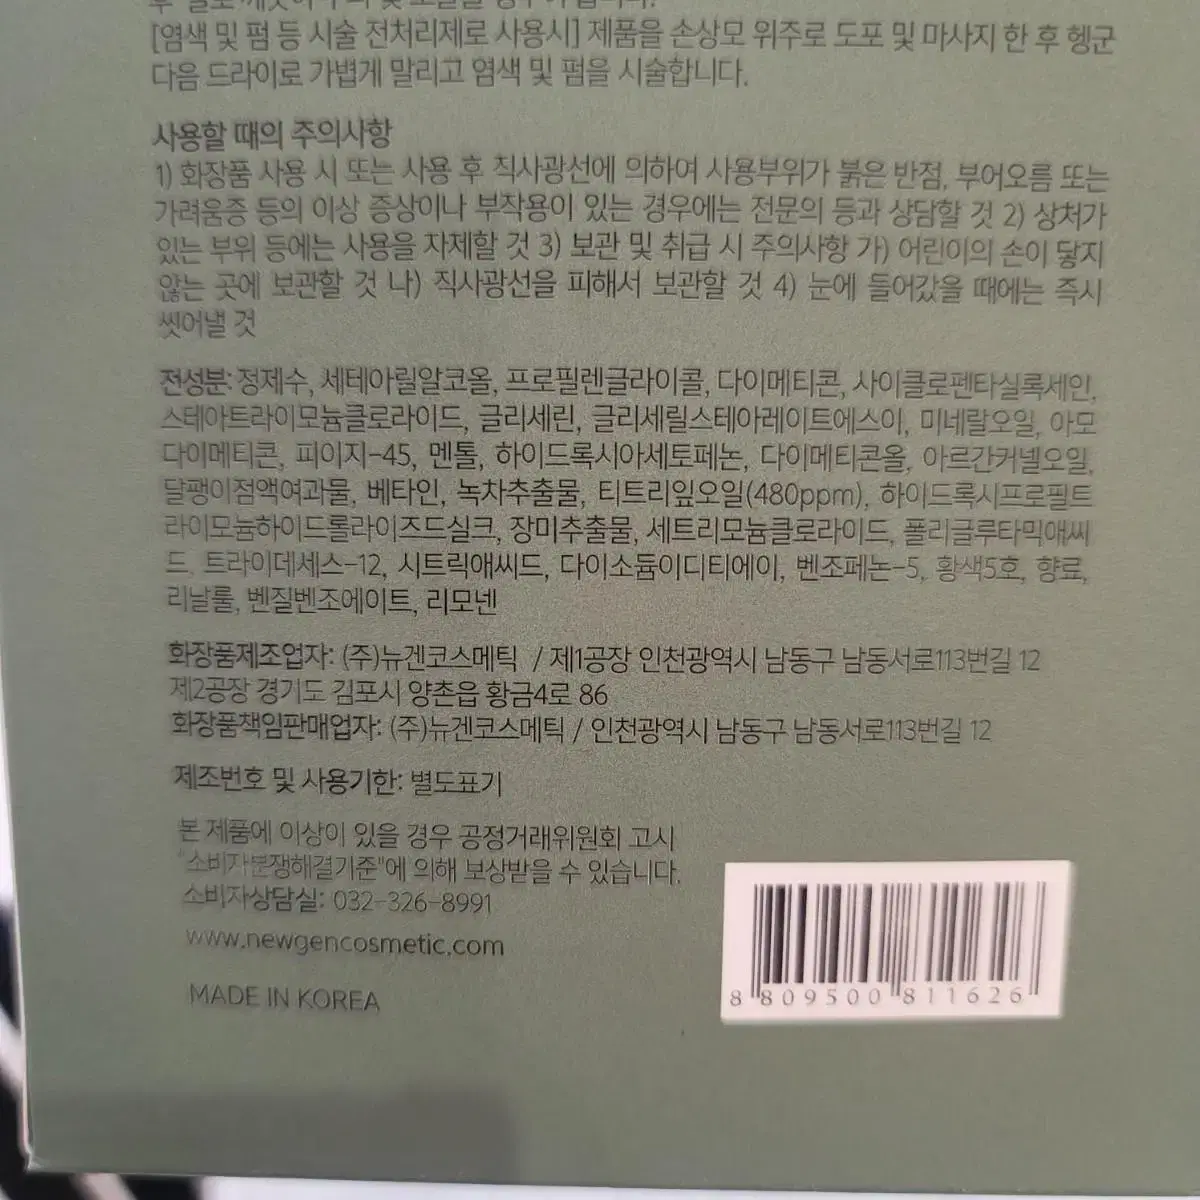 [염색 및 펌 등 시술 전처리제로 사용시] 제품을 손상모 위주로 도포 및 마사지 한 후 헹군
다음 드라이로 가볍게 말리고 염색 및 펌을 시술합니다.
사용할 때의 주의사항
1) 화장품 사용 시 또는 사용 후 직사광선에 의하여 사용부위가 붉은 반점, 부어오름 또는
가려움증 등의 이상 증상이나 부작용이 있는 경우에는 전문의 등과 상담할 것 2) 상처가
있는 부위 등에는 사용을 자제할 것 3) 보관 및 취급 시 주의사항 가) 어린이의 손이 닿지
않는 곳에 보관할 것 나) 직사광선을 피해서 보관할 것 4) 눈에 들어갔을 때에는 즉시
씻어낼 것
전성분: 정제수, 세테아릴알코올, 프로필렌글라이콜, 다이메티콘, 사이클로펜타실록세인,
스테아트라이모늄클로라이드, 글리세린, 글리세릴스테아레이트에스이, 미네랄오일, 아모
다이메티콘, 피이지-45, 멘톨, 하이드록시아세토페논, 다이메티콘올, 아르간커넬오일,
달팽이점액여과물, 베타인, 녹차추출물, 티트리잎오일(480ppm), 하이드록시프로필트
라이모늄하이드롤라이즈드실크, 장미추출물, 세트리모늄클로라이드, 폴리글루타믹애씨
드, 트라이데세스-12, 시트릭애씨드, 다이소듐이디티에이, 벤조페논-5, 황색5호, 향료,
리날룰, 벤질벤조에이트, 리모넨
화장품제조업자: (주)뉴겐코스메틱 / 제1공장 인천광역시 남동구 남동서로113번길 12
제2공장 경기도 김포시 양촌읍 황금4로 86
화장품책임판매업자: (주)뉴겐코스메틱 / 인천광역시 남동구 남동서로113번길 12
제조번호 및 사용기한: 별도표기
본 제품에 이상이 있을 경우 공정거래위원회 고시
"소비자분쟁해결기준"에 의해 보상받을 수 있습니다.
소비자상담실: 032-326-8991
www.newgencosmetic.com
MADE IN KOREA
8 809500 811626